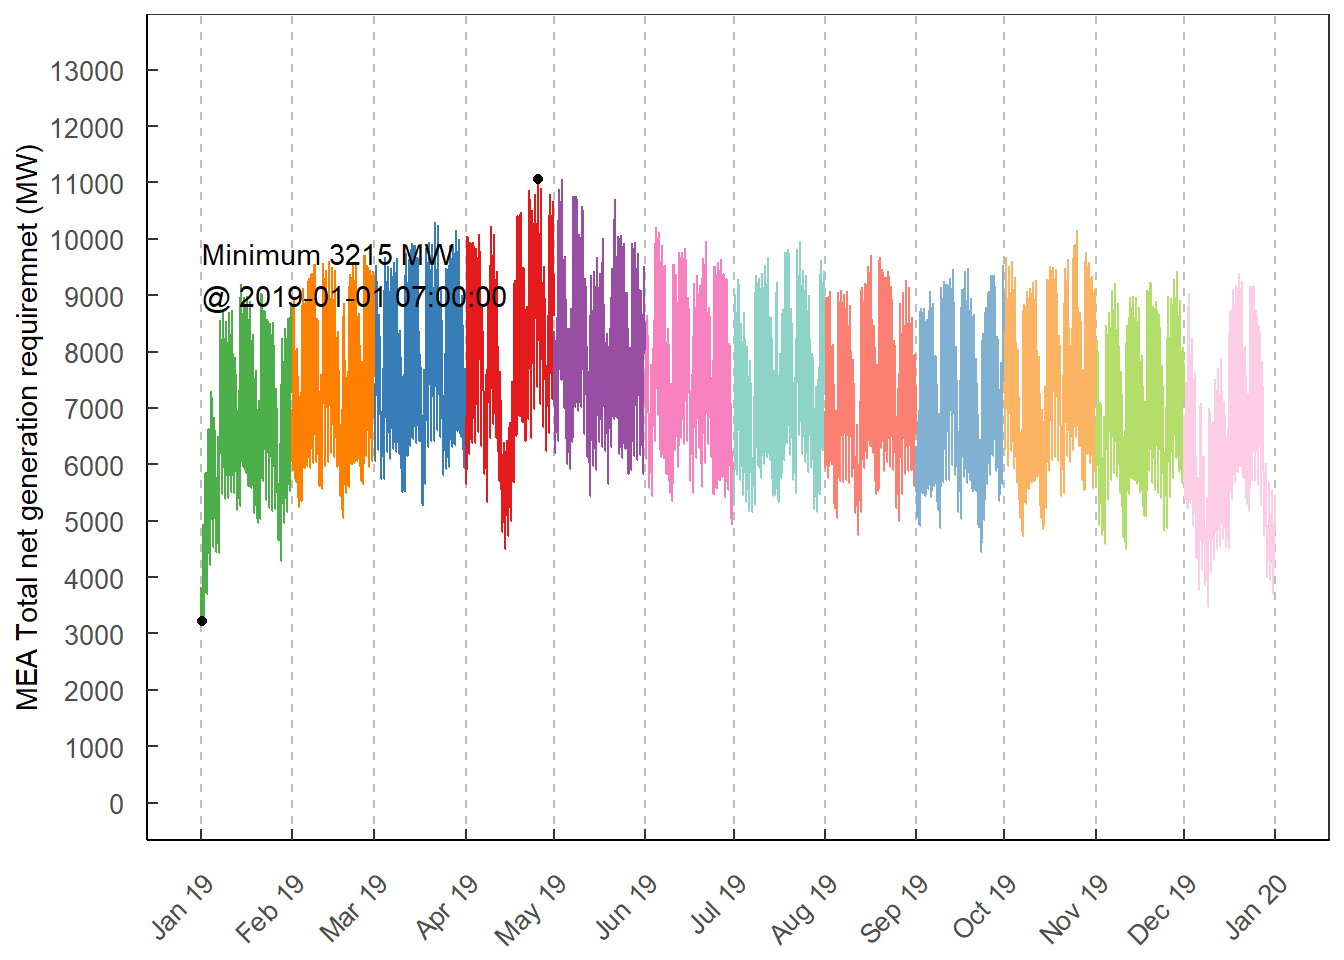 MEA Total net generation requiremnet (MW)
13000
12000
11000
10000
9000
8000
7000
6000
5000
4000
3000
2000
1000
0
Minimum 3215 MW
@ 2019-01-01 07:00:00
Jan 19
Feb 19
Mar 19
Apr 19
May 19
Jun 19
Jul 19
Aug 19
Sep 19
Oct 19
Nov 19
Dec 19
Jan 20